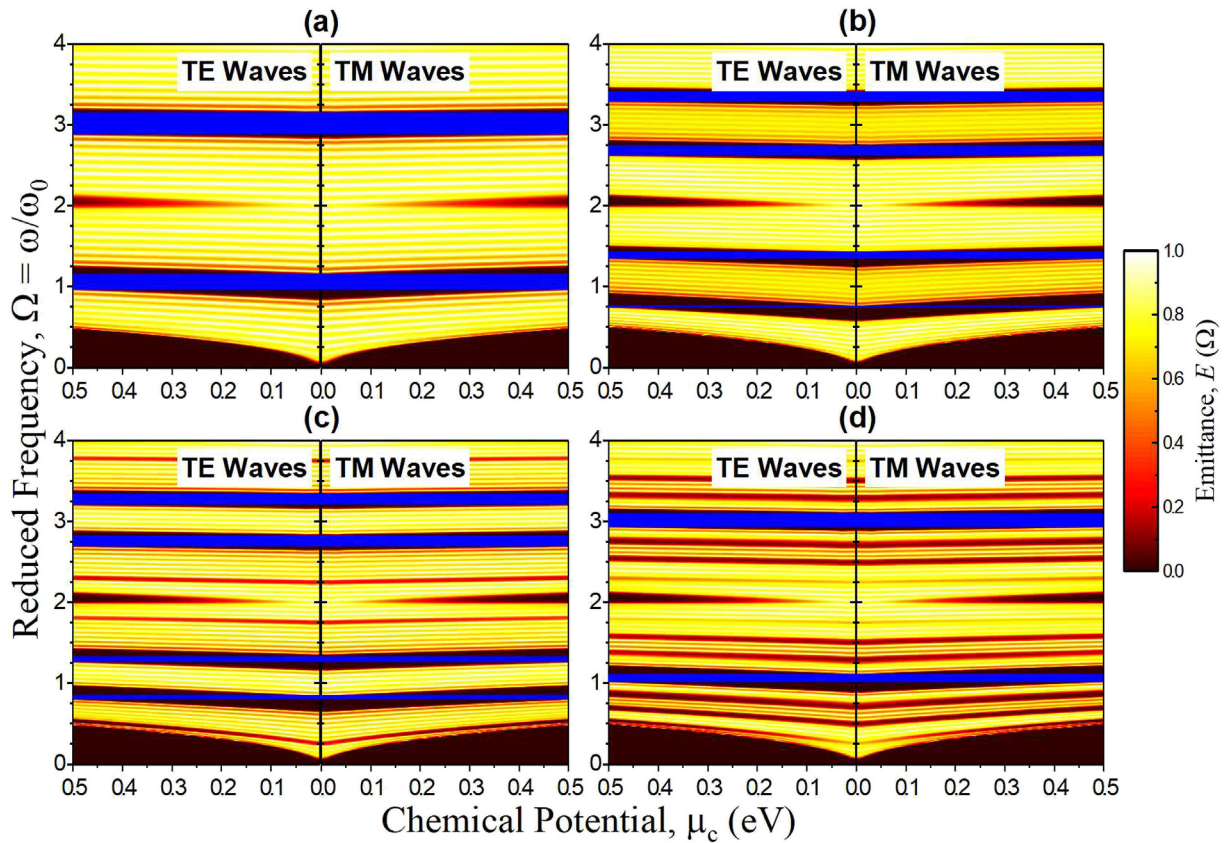 (a)
(b)
4
TE Waves
TM Waves
3
2
1
0
0.5 0.4 0.3 0.2 0.1 0.0 0.1 0.2 0.3 0.4 0.5
4
TE Waves
TM Waves
3
2
1
0
0.5 0.4 0.3 0.2 0.1 0.0 0.1 0.2 0.3 0.4 0.5
(c)
(d)
4
TE Waves
TM Waves
3
2
1
0
0.5 0.4 0.3 0.2 0.1 0.0 0.1 0.2 0.3 0.4 0.5
4
TE Waves
TM Waves
3
2
1
0
0.5 0.4 0.3 0.2 0.1 0.0 0.1 0.2 0.3 0.4 0.5
Reduced Frequency, Ω = ω/ω₀
Chemical Potential, μ_c (eV)
1.0
0.8
0.6
0.4
0.2
0.0
Emittance, E (Ω)